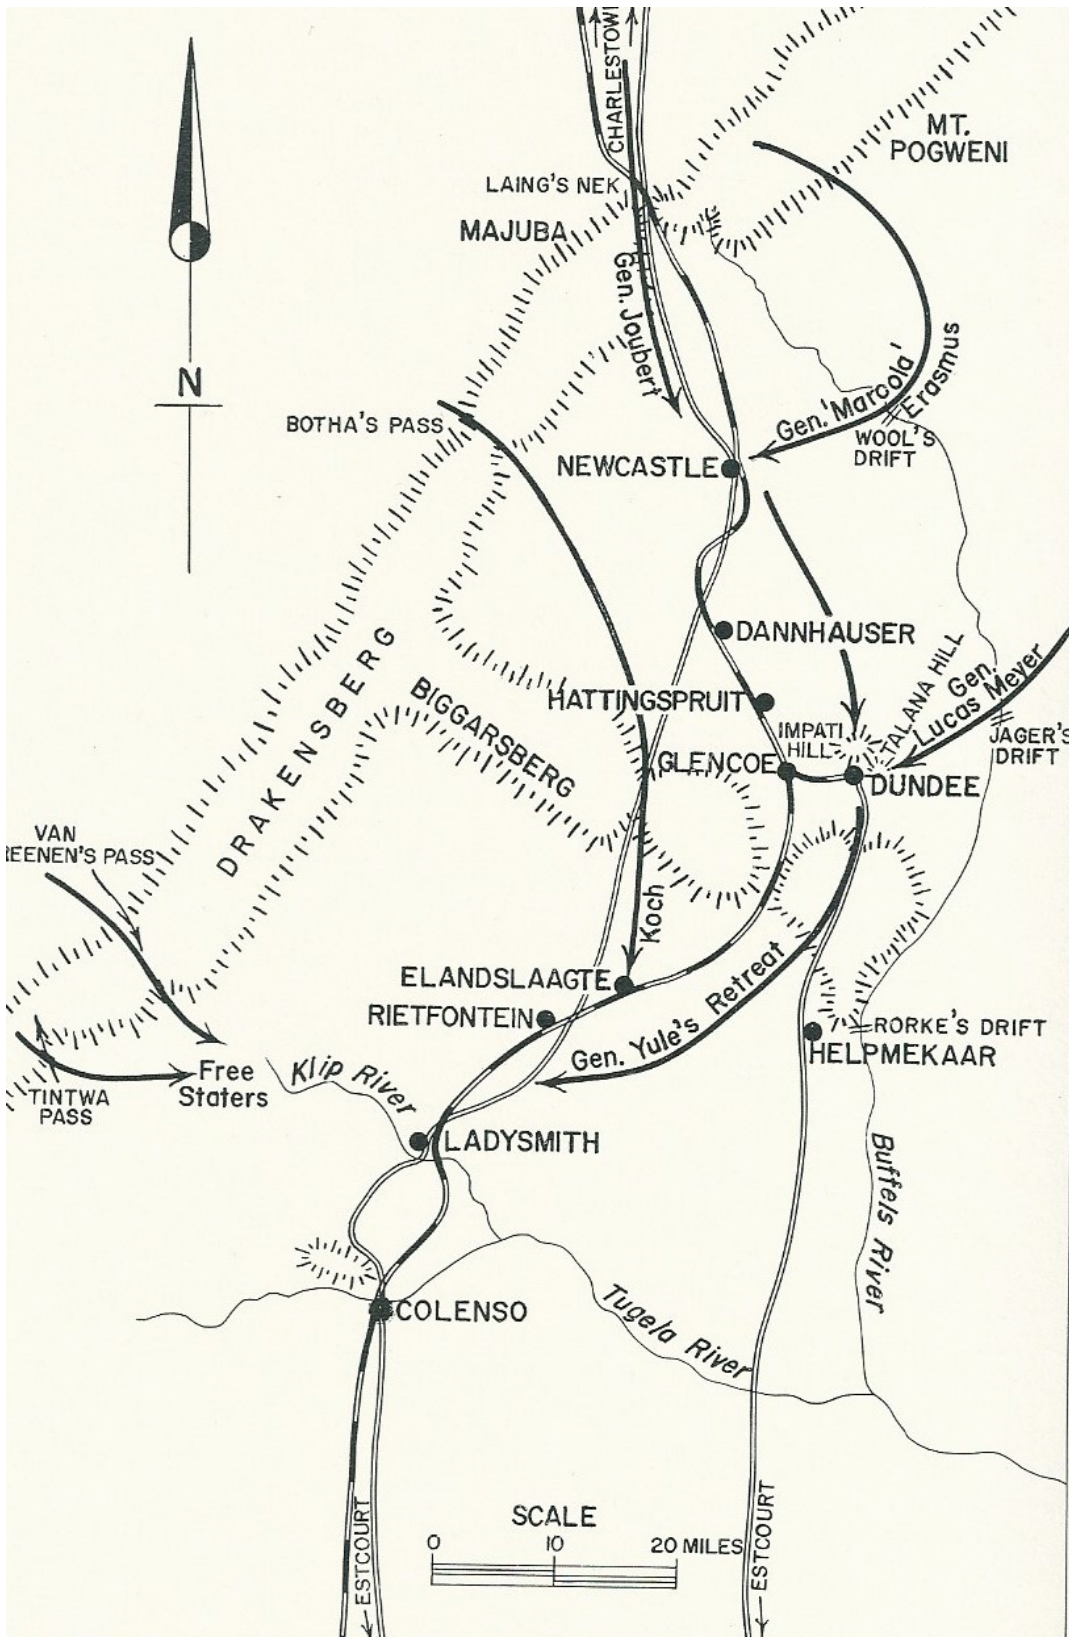 CHARLESTOWN
MT.
POGWENI
LAING'S NEK
MAJUBA
Gen. Joubert
N
BOTHA'S PASS
Gen. 'Marcola'
Erasmus
WOOL'S
DRIFT
NEWCASTLE
DANNHAUSER
DRAKENSBERG
BIGGARSBERG
HATTINGSPRUIT
IMPATI
HILL
TALANA HILL
Gen.
Lucas Meyer
JAGER'S
DRIFT
GLENCOE
DUNDEE
VAN
REENEN'S PASS
Koch
ELANDSLAAGTE
RIETFONTEIN
Gen. Yule's Retreat
RORKE'S DRIFT
HELPMEKAAR
Free
Staters
TINTWA
PASS
Klip River
LADYSMITH
Buffels River
COLENSO
Tugela River
SCALE
0 10 20 MILES
ESTCOURT
ESTCOURT